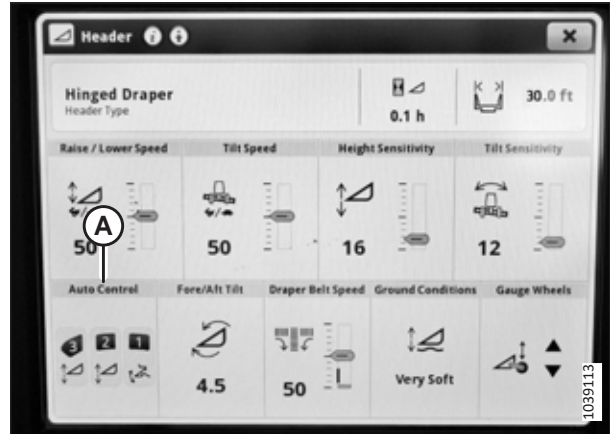 Header
Hinged Draper
Header Type
0.1 h
30.0 ft
Raise / Lower Speed
Tilt Speed
Height Sensitivity
Tilt Sensitivity
50
50
16
12
A
Auto Control
Fore/Aft Tilt
Draper Belt Speed
Ground Conditions
Gauge Wheels
3 2 1
4.5
50
Very Soft
1039113